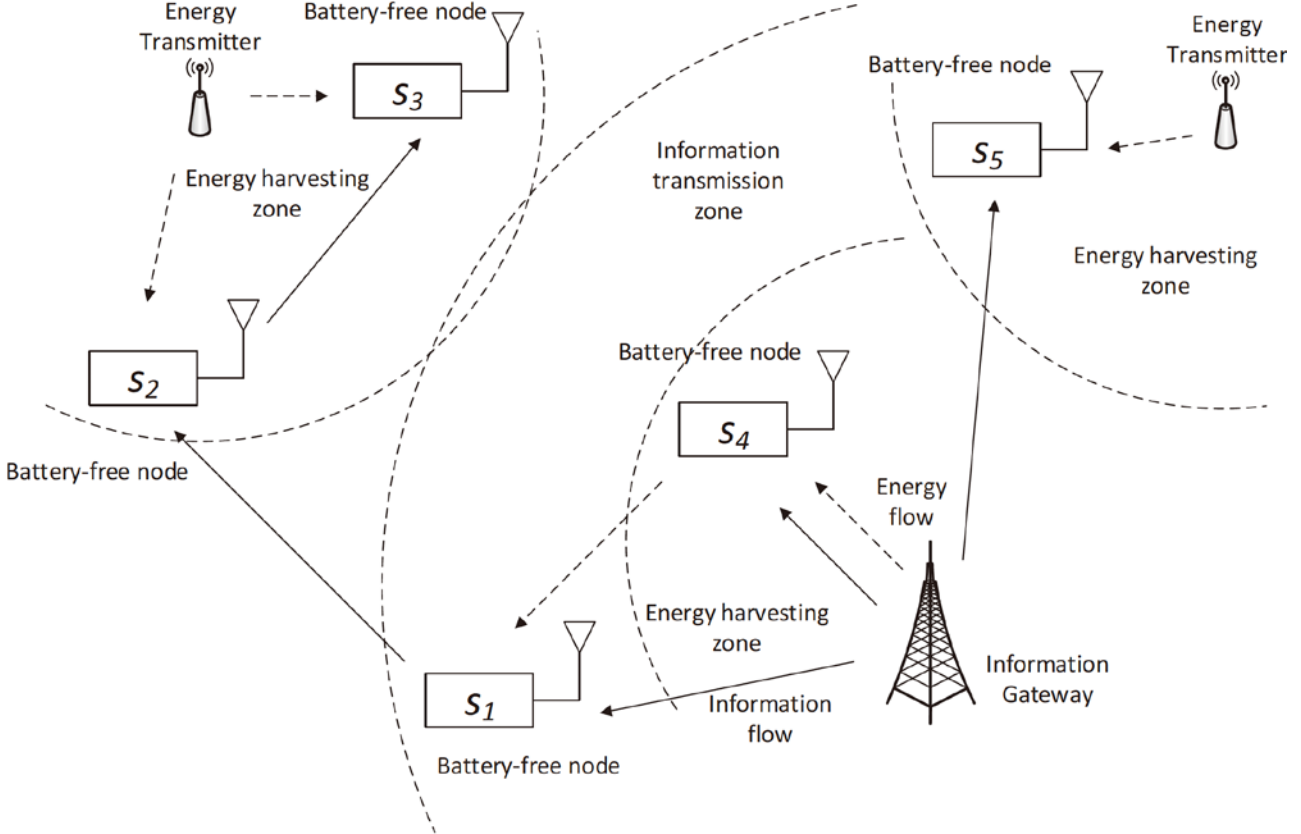 Energy
Transmitter
Battery-free node
S3
Energy harvesting
zone
S2
Battery-free node
Information
transmission
zone
Battery-free node
S5
Energy
Transmitter
Energy harvesting
zone
Battery-free node
S4
Energy
flow
Energy harvesting
zone
Information
flow
Information
Gateway
S1
Battery-free node